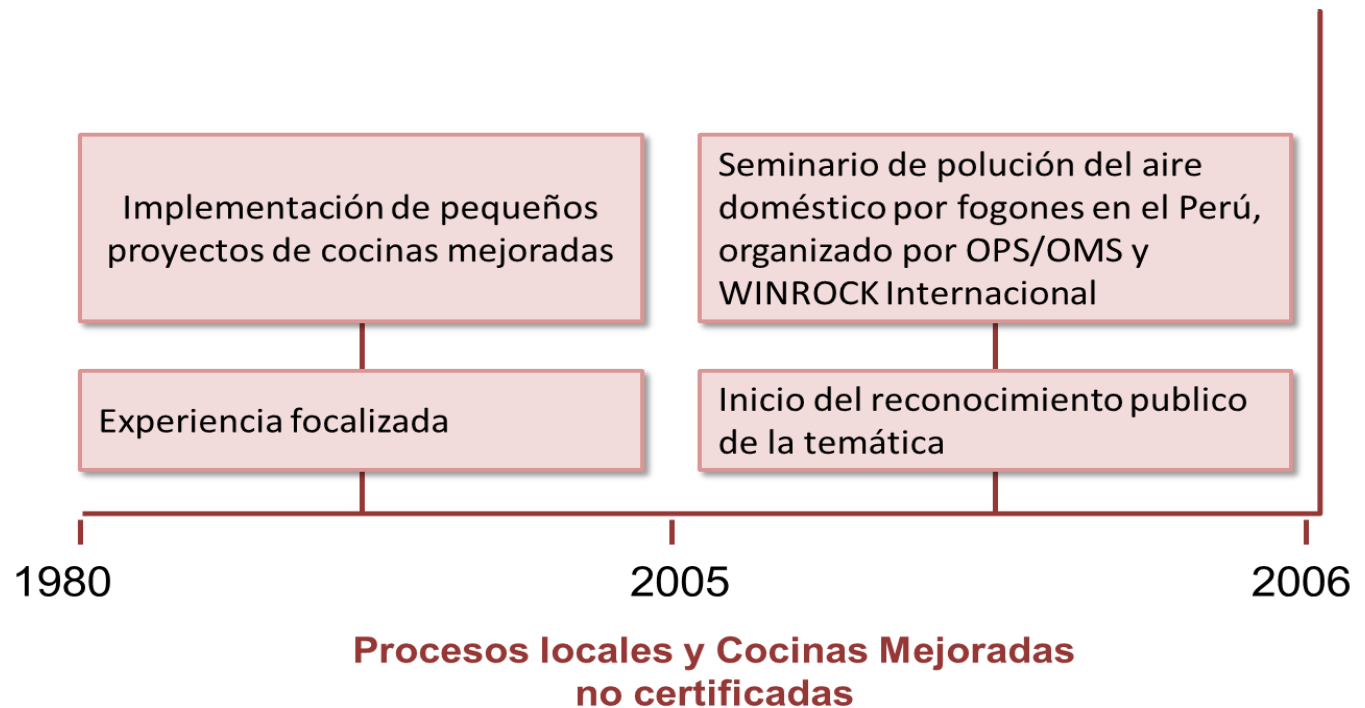 Implementación de pequeños
proyectos de cocinas mejoradas
Seminario de polución del aire
doméstico por fogones en el Perú,
organizado por OPS/OMS y
WINROCK Internacional
Experiencia focalizada
Inicio del reconocimiento publico
de la temática
1980
2005
2006
Procesos locales y Cocinas Mejoradas
no certificadas